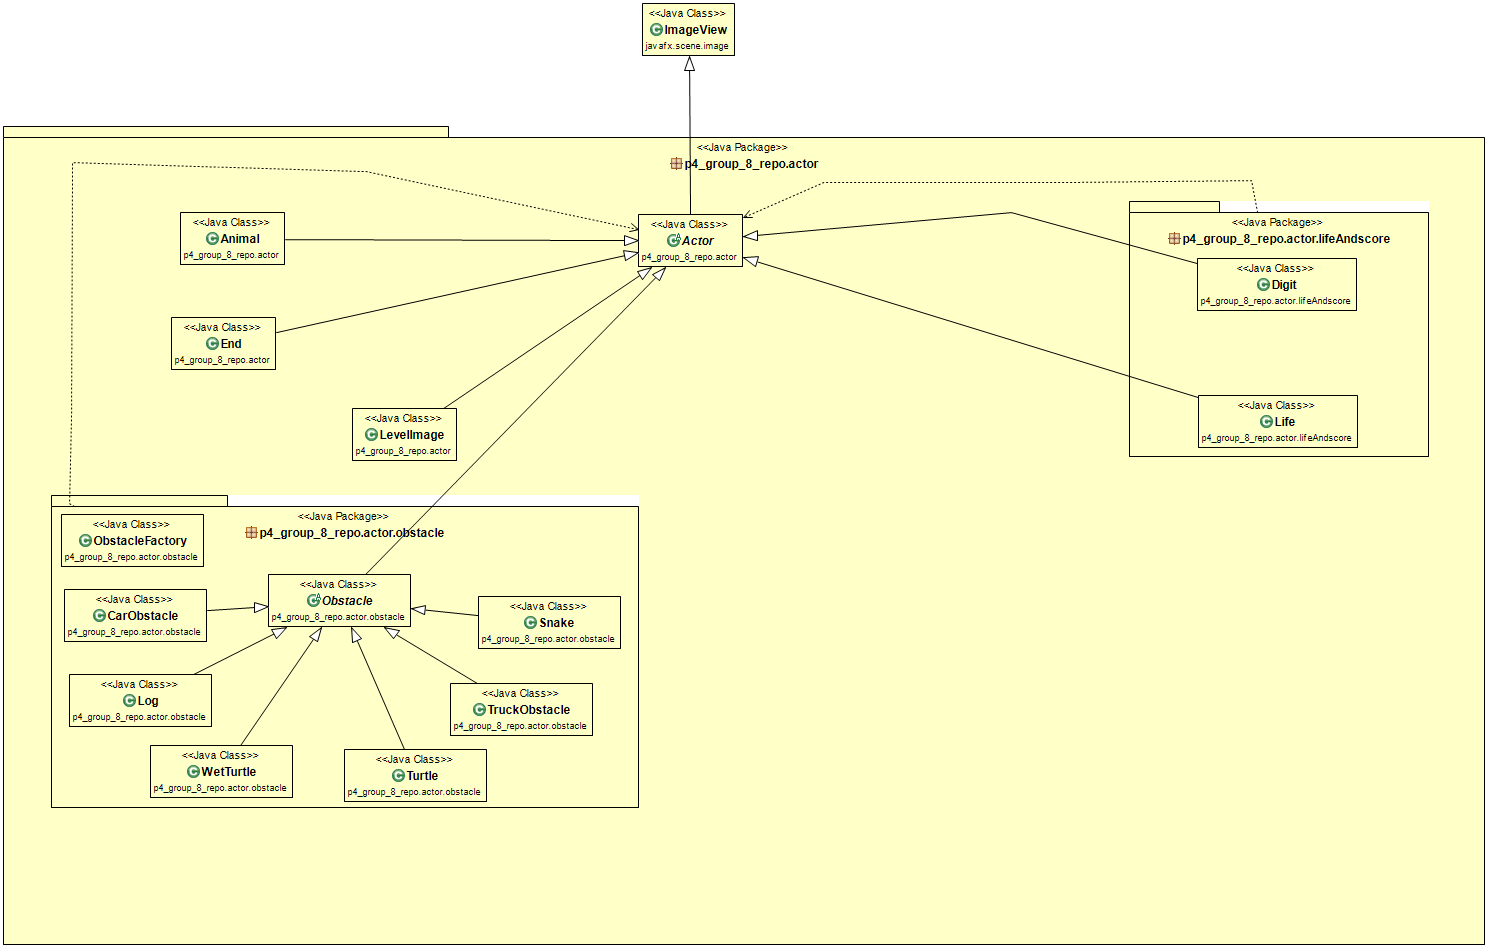 <<Java Class>>
ImageView
javafx.scene.image
<<Java Package>>
p4_group_8_repo.actor
<<Java Class>>
Animal
p4_group_8_repo.actor
<<Java Class>>
Actor
p4_group_8_repo.actor
<<Java Package>>
p4_group_8_repo.actor.lifeAndscore
<<Java Class>>
Digit
p4_group_8_repo.actor.lifeAndscore
<<Java Class>>
End
p4_group_8_repo.actor
<<Java Class>>
LevelImage
p4_group_8_repo.actor
<<Java Class>>
Life
p4_group_8_repo.actor.lifeAndscore
<<Java Package>>
p4_group_8_repo.actor.obstacle
<<Java Class>>
ObstacleFactory
p4_group_8_repo.actor.obstacle
<<Java Class>>
Obstacle
p4_group_8_repo.actor.obstacle
<<Java Class>>
CarObstacle
p4_group_8_repo.actor.obstacle
<<Java Class>>
Snake
p4_group_8_repo.actor.obstacle
<<Java Class>>
Log
p4_group_8_repo.actor.obstacle
<<Java Class>>
TruckObstacle
p4_group_8_repo.actor.obstacle
<<Java Class>>
WetTurtle
p4_group_8_repo.actor.obstacle
<<Java Class>>
Turtle
p4_group_8_repo.actor.obstacle